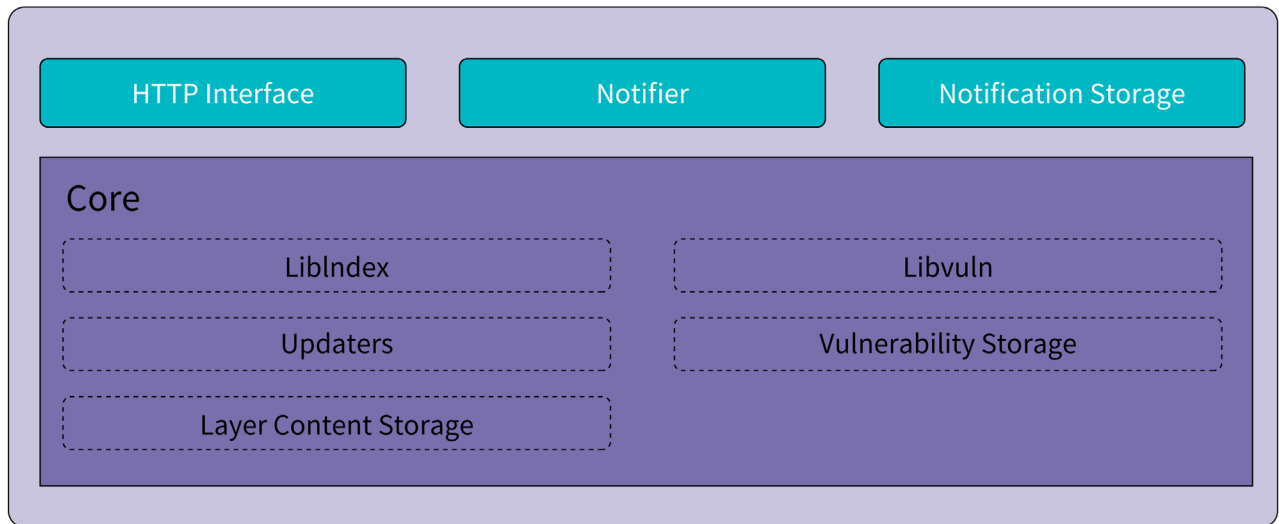 HTTP Interface
Notifier
Notification Storage
Core
LibIndex
Libvuln
Updaters
Vulnerability Storage
Layer Content Storage